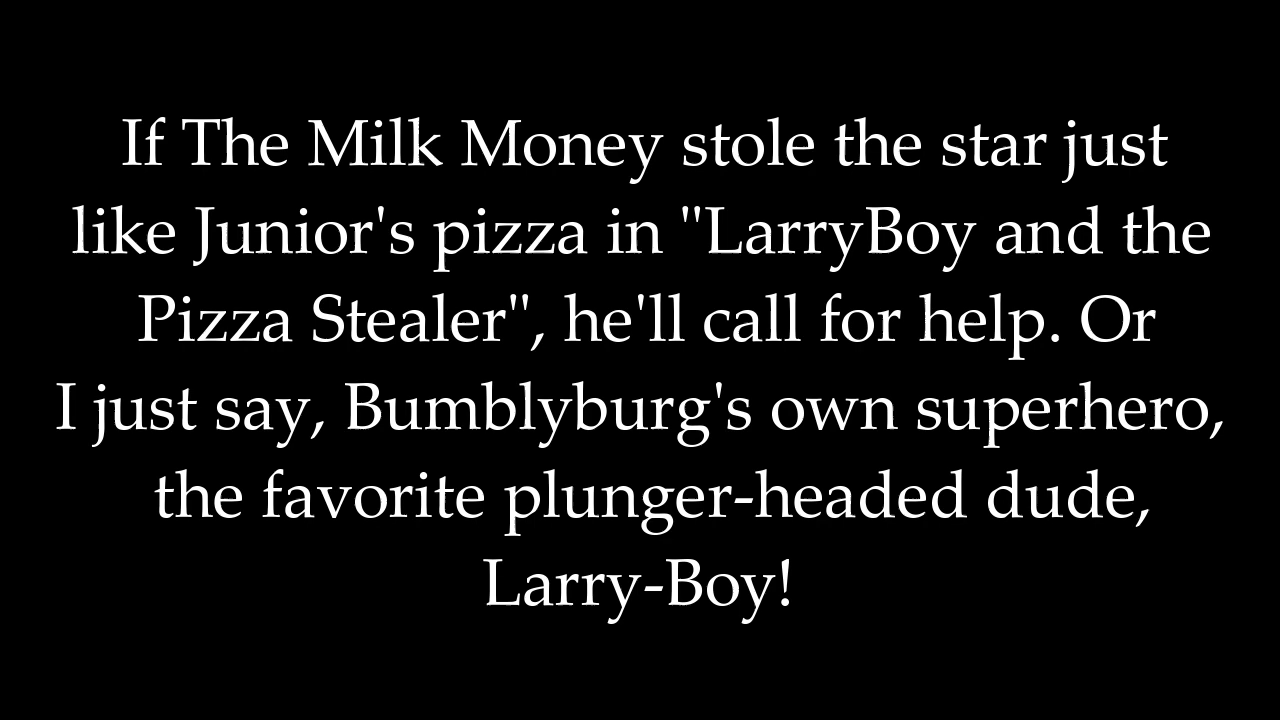 If The Milk Money stole the star just
like Junior's pizza in "LarryBoy and the
Pizza Stealer", he'll call for help. Or
I just say, Bumblyburg's own superhero,
the favorite plunger-headed dude,
Larry-Boy!